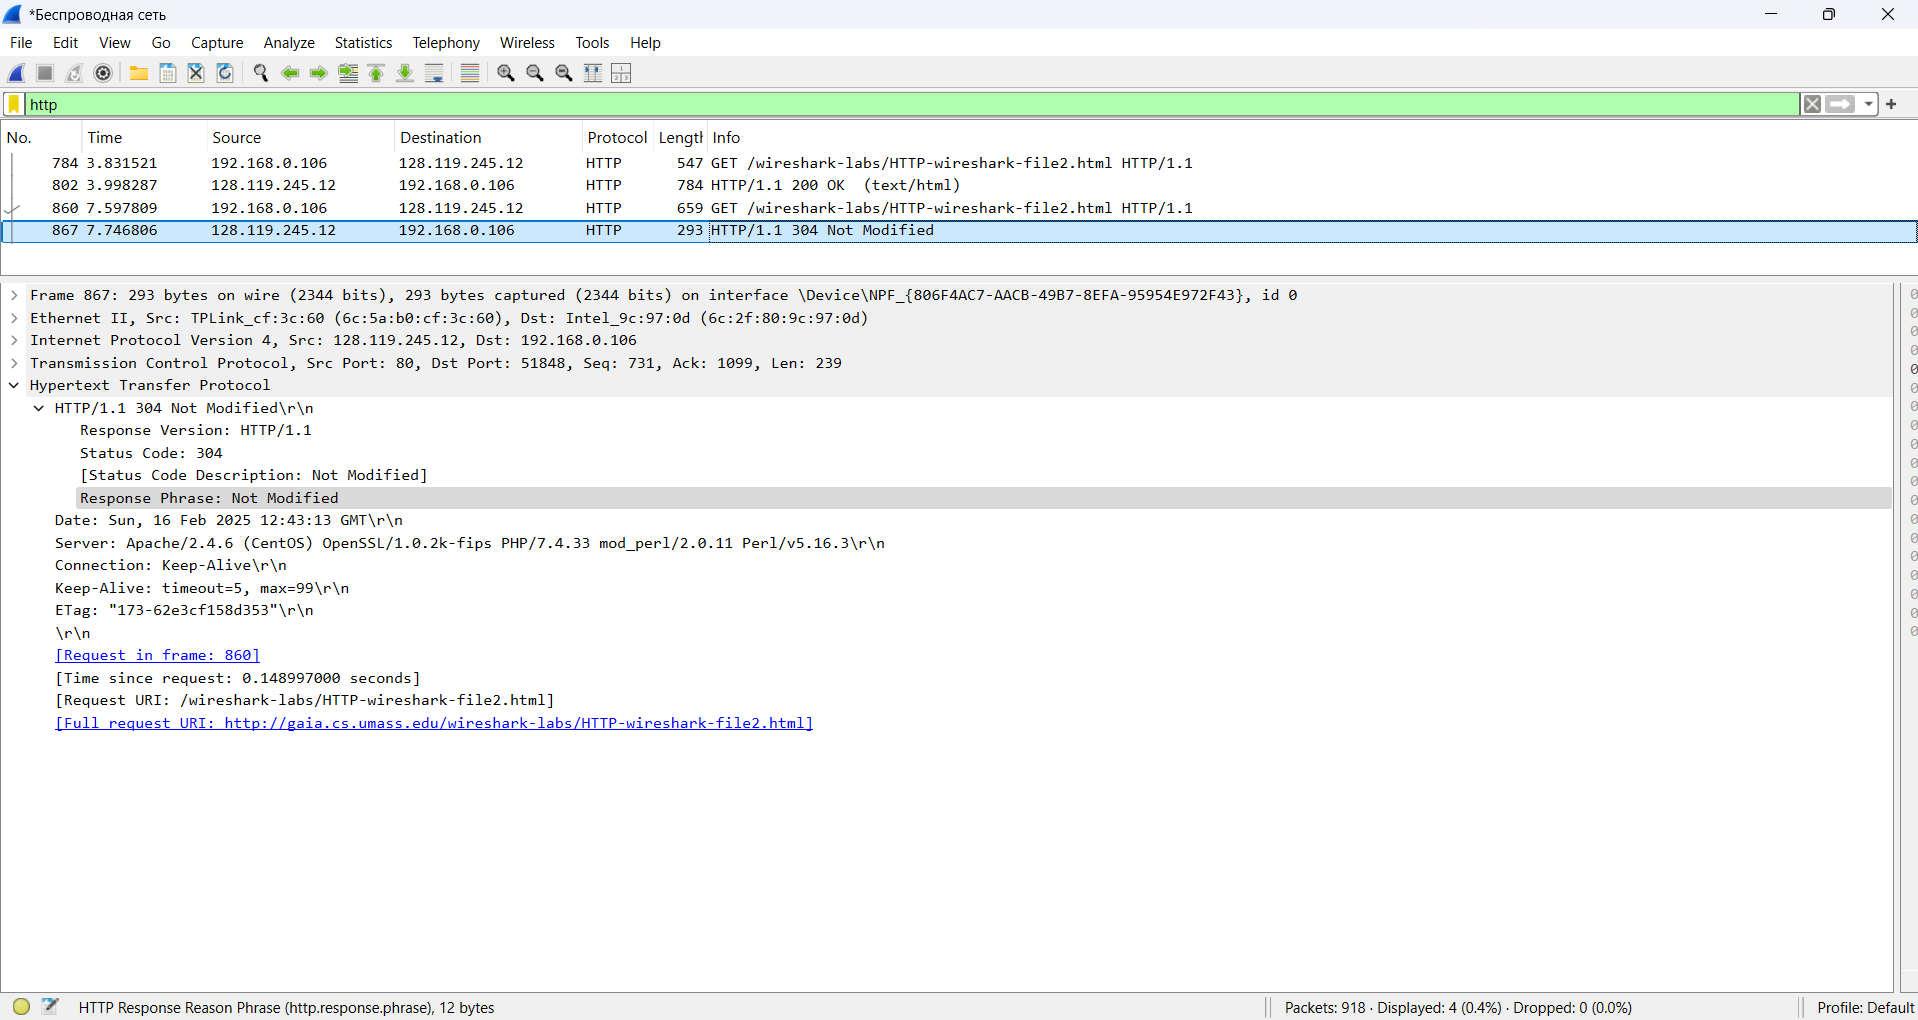 *Беспроводная сеть
File Edit View Go Capture Analyze Statistics Telephony Wireless Tools Help
http
No. Time Source Destination Protocol Length Info
784 3.831521 192.168.0.106 128.119.245.12 HTTP 547 GET /wireshark-labs/HTTP-wireshark-file2.html HTTP/1.1
802 3.998287 128.119.245.12 192.168.0.106 HTTP 784 HTTP/1.1 200 OK (text/html)
860 7.597809 192.168.0.106 128.119.245.12 HTTP 659 GET /wireshark-labs/HTTP-wireshark-file2.html HTTP/1.1
867 7.746806 128.119.245.12 192.168.0.106 HTTP 293 HTTP/1.1 304 Not Modified
Frame 867: 293 bytes on wire (2344 bits), 293 bytes captured (2344 bits) on interface \Device\NPF_{806F4AC7-AACB-49B7-8EFA-95954E972F43}, id 0
Ethernet II, Src: TPLink_cf:3c:60 (6c:5a:b0:cf:3c:60), Dst: Intel_9c:97:0d (6c:2f:80:9c:97:0d)
Internet Protocol Version 4, Src: 128.119.245.12, Dst: 192.168.0.106
Transmission Control Protocol, Src Port: 80, Dst Port: 51848, Seq: 731, Ack: 1099, Len: 239
Hypertext Transfer Protocol
HTTP/1.1 304 Not Modified\r\n
Response Version: HTTP/1.1
Status Code: 304
[Status Code Description: Not Modified]
Response Phrase: Not Modified
Date: Sun, 16 Feb 2025 12:43:13 GMT\r\n
Server: Apache/2.4.6 (CentOS) OpenSSL/1.0.2k-fips PHP/7.4.33 mod_perl/2.0.11 Perl/v5.16.3\r\n
Connection: Keep-Alive\r\n
Keep-Alive: timeout=5, max=99\r\n
ETag: "173-62e3cf158d353"\r\n
\r\n
[Request in frame: 860]
[Time since request: 0.148997000 seconds]
[Request URI: /wireshark-labs/HTTP-wireshark-file2.html]
[Full request URI: http://gaia.cs.umass.edu/wireshark-labs/HTTP-wireshark-file2.html]
HTTP Response Reason Phrase (http.response.phrase), 12 bytes
Packets: 918 · Displayed: 4 (0.4%) · Dropped: 0 (0.0%)
Profile: Default